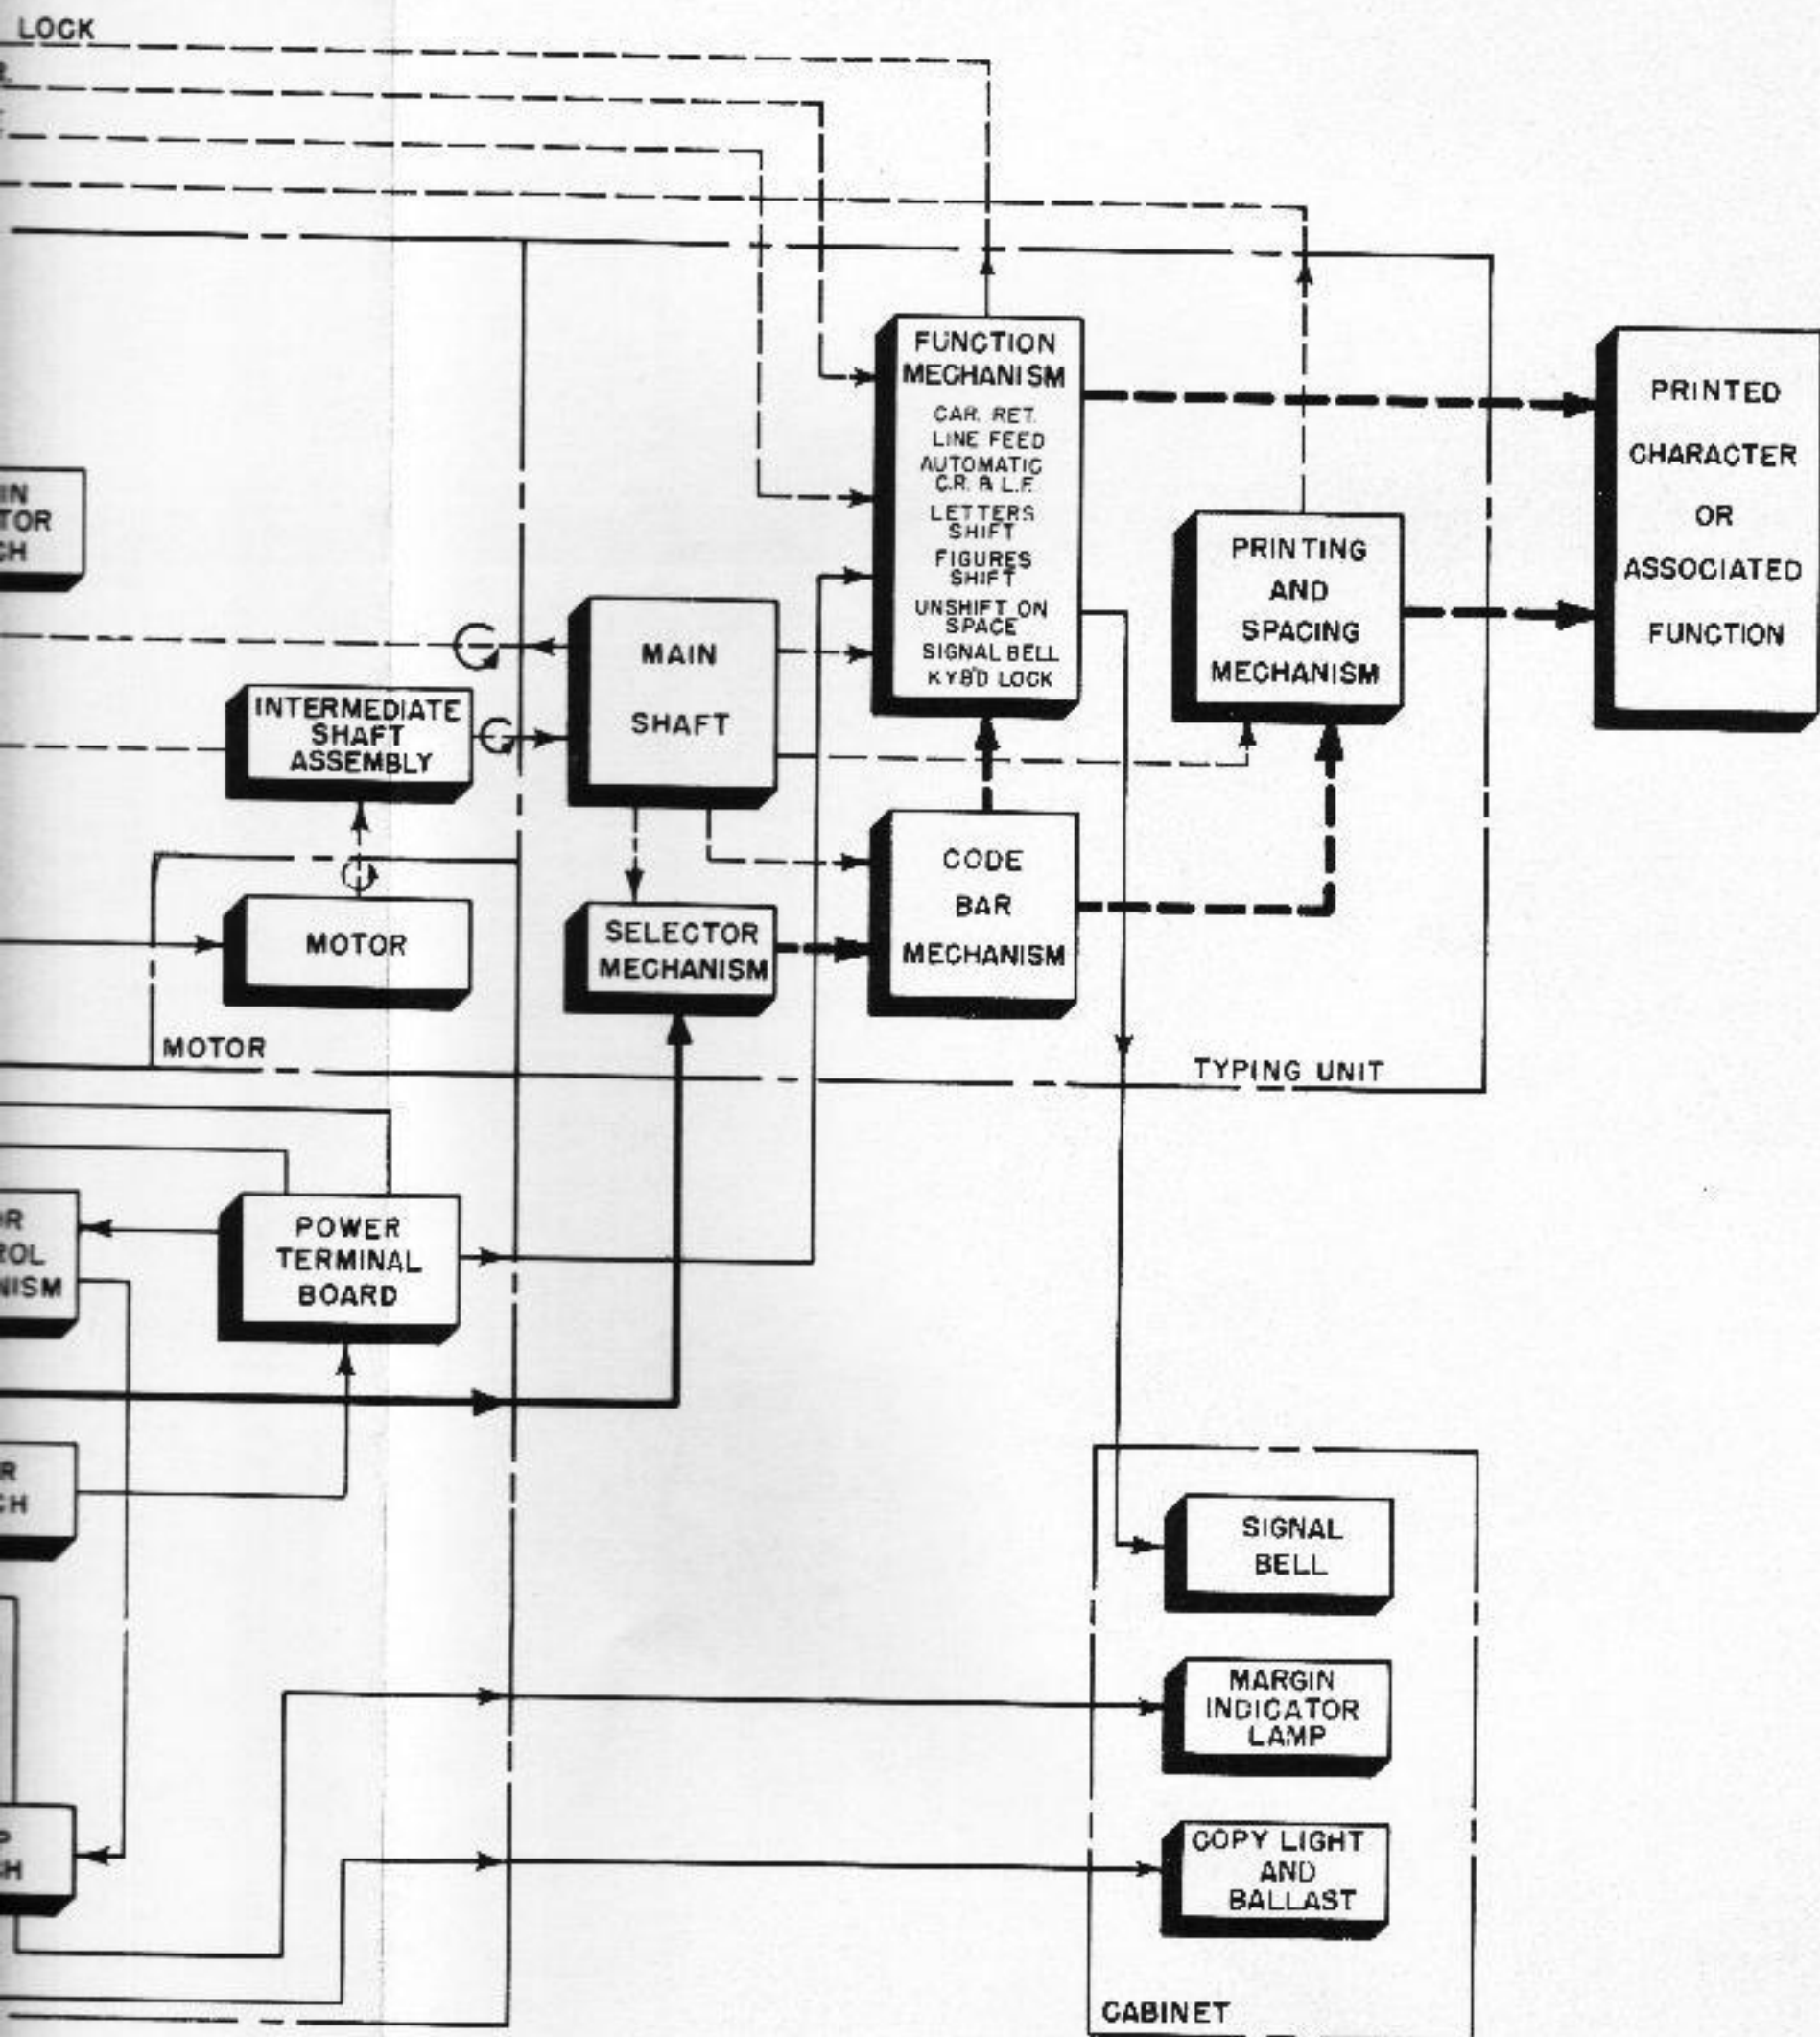 LOCK
FUNCTION
MECHANISM
CAR. RET.
LINE FEED
AUTOMATIC
C.R. & L.F.
LETTERS
SHIFT
FIGURES
SHIFT
UNSHIFT ON
SPACE
SIGNAL BELL
KYB'D LOCK
PRINTED
CHARACTER
OR
ASSOCIATED
FUNCTION
PRINTING
AND
SPACING
MECHANISM
MAIN
SHAFT
INTERMEDIATE
SHAFT
ASSEMBLY
CODE
BAR
MECHANISM
SELECTOR
MECHANISM
MOTOR
MOTOR
TYPING UNIT
POWER
TERMINAL
BOARD
SIGNAL
BELL
MARGIN
INDICATOR
LAMP
COPY LIGHT
AND
BALLAST
CABINET